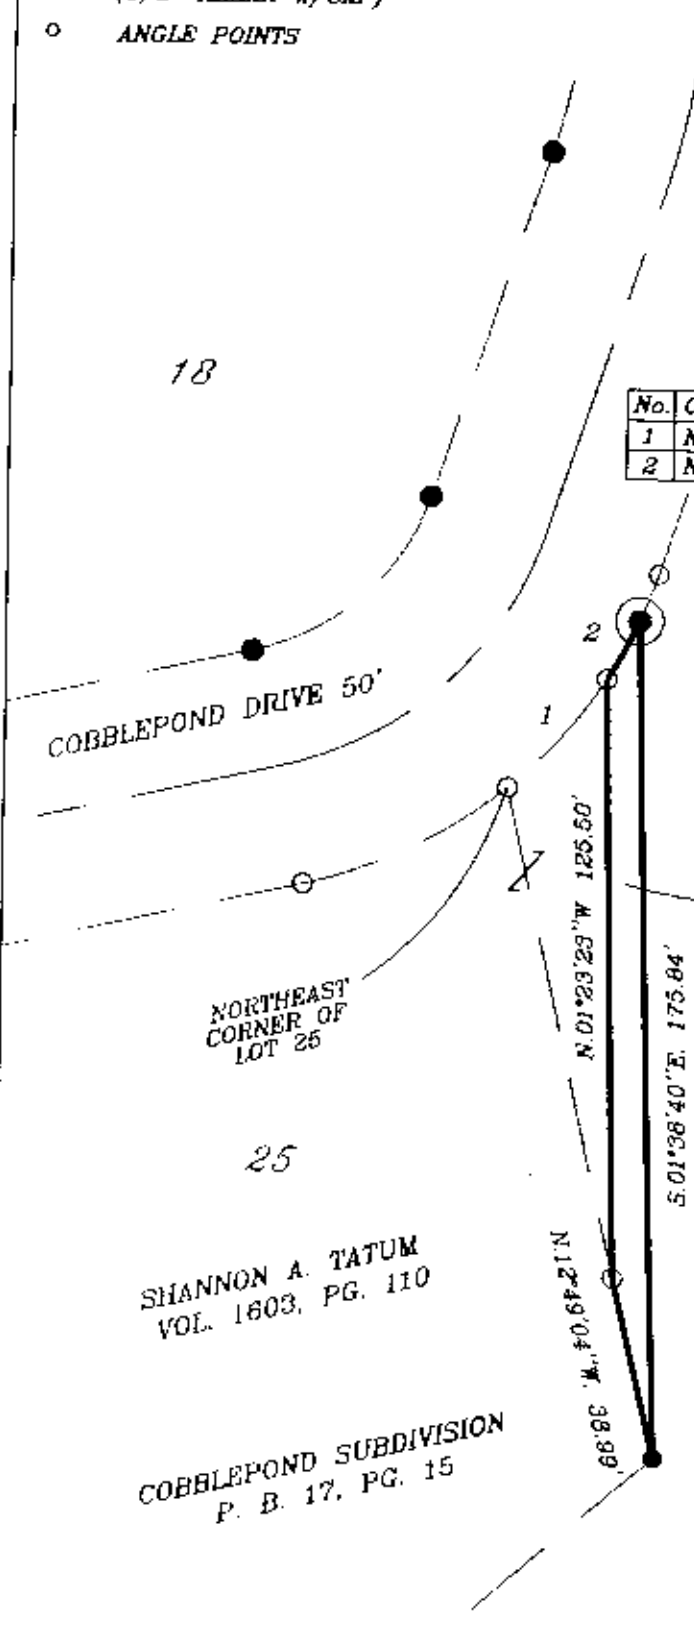 ANGLE POINTS
18
No.
1 N
2 N
2
COBBLEPOND DRIVE 50'
1
N.01°23'23"W. 125.50'
NORTHEAST
CORNER OF
LOT 25
S.01°38'40"E. 175.84'
25
SHANNON A. TATUM
VOL. 1603, PG. 110
N.12°49'04"W. 38.99'
COBBLEPOND SUBDIVISION
P. B. 17, PG. 15